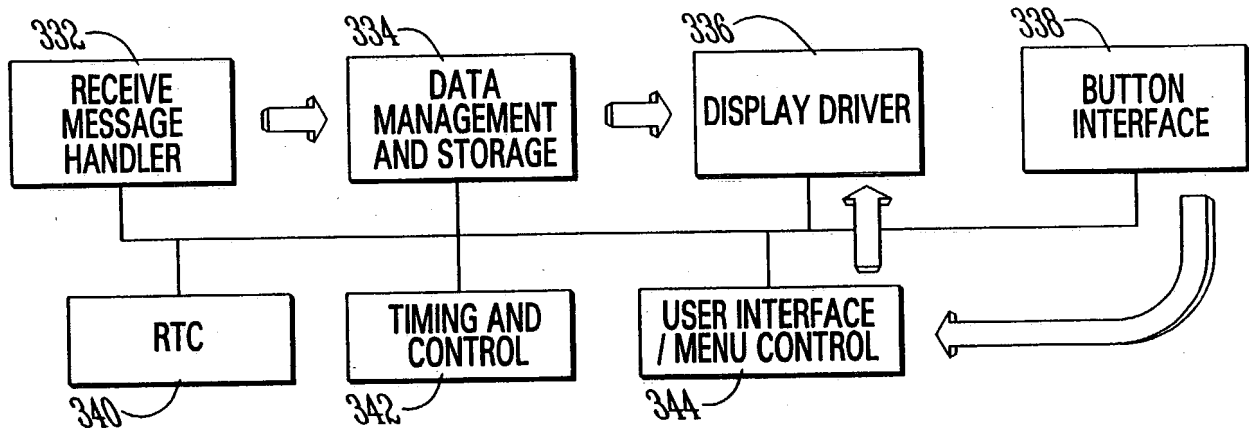 332
RECEIVE
MESSAGE
HANDLER
334
DATA
MANAGEMENT
AND STORAGE
336
DISPLAY DRIVER
338
BUTTON
INTERFACE
RTC
340
TIMING AND
CONTROL
342
USER INTERFACE
/ MENU CONTROL
344